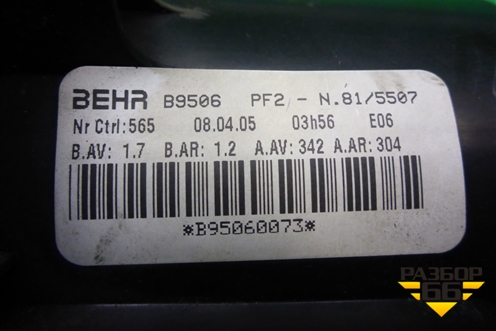 BEHR B9506 PF2 - N.81/5507
Nr Ctrl:565 08.04.05 03h56 E06
B.AV: 1.7 B.AR: 1.2 A.AV: 342 A.AR: 304
*B95060073*
РАЗБОР
66